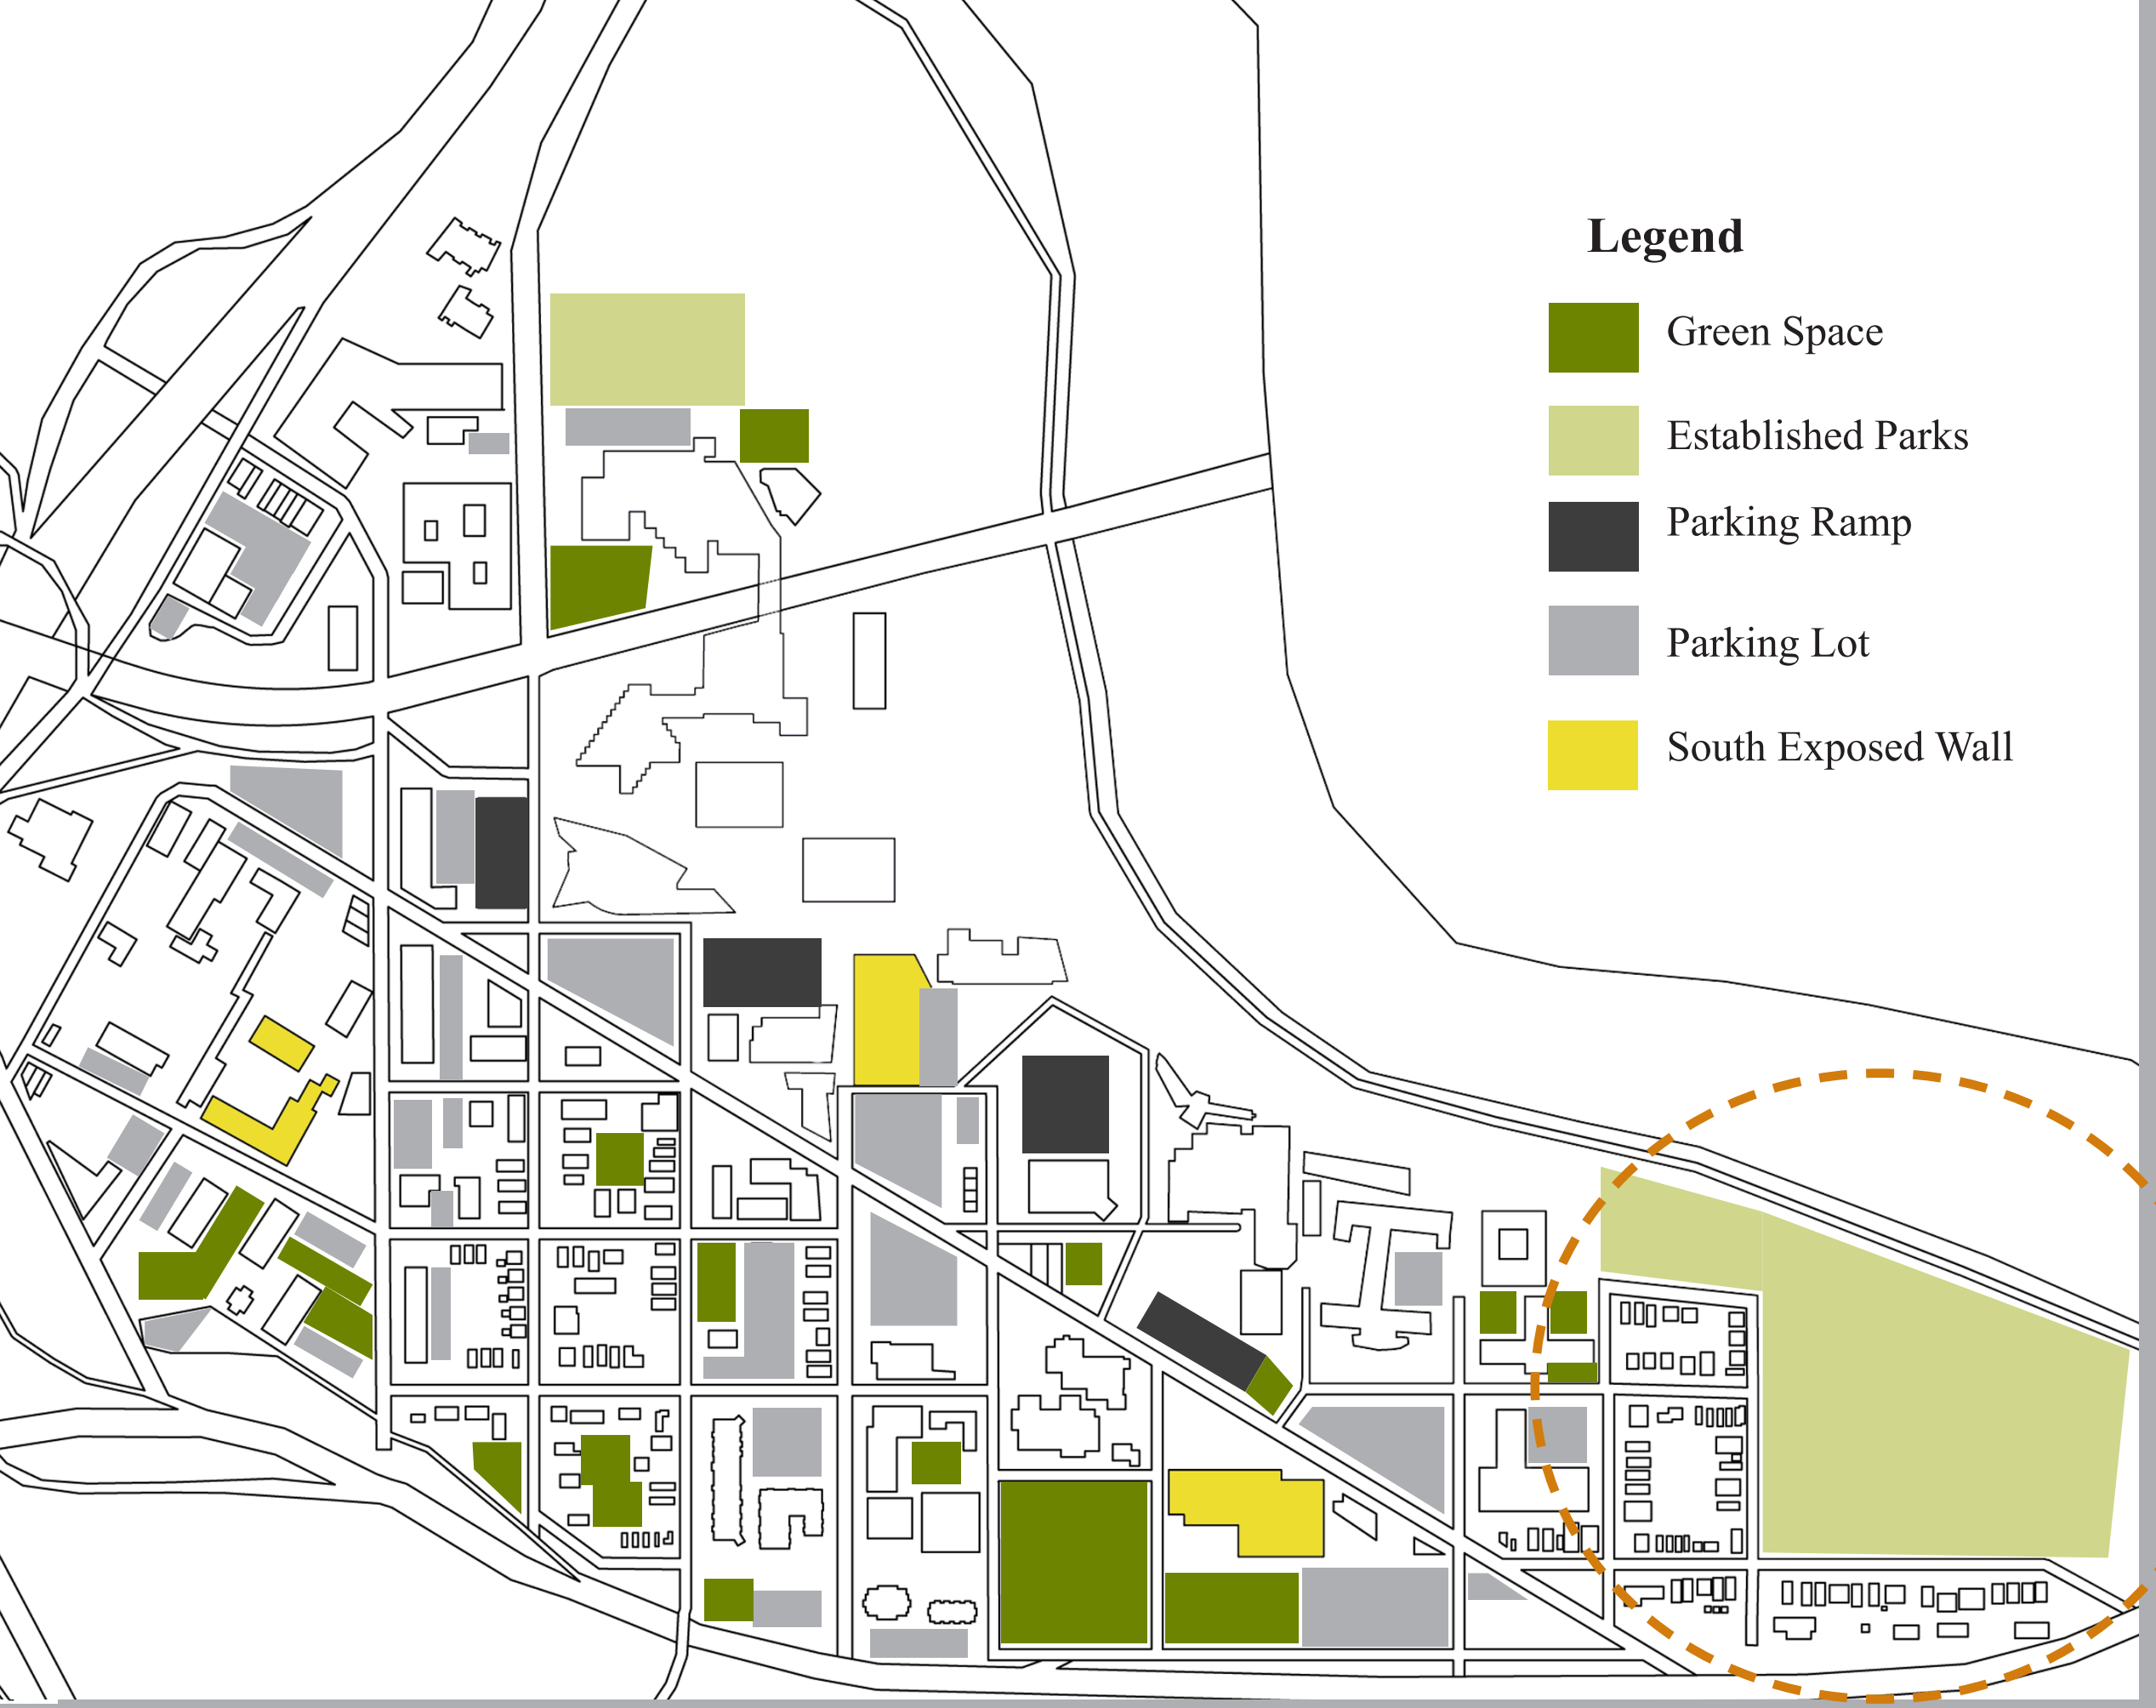 Legend
Green Space
Established Parks
Parking Ramp
Parking Lot
South Exposed Wall